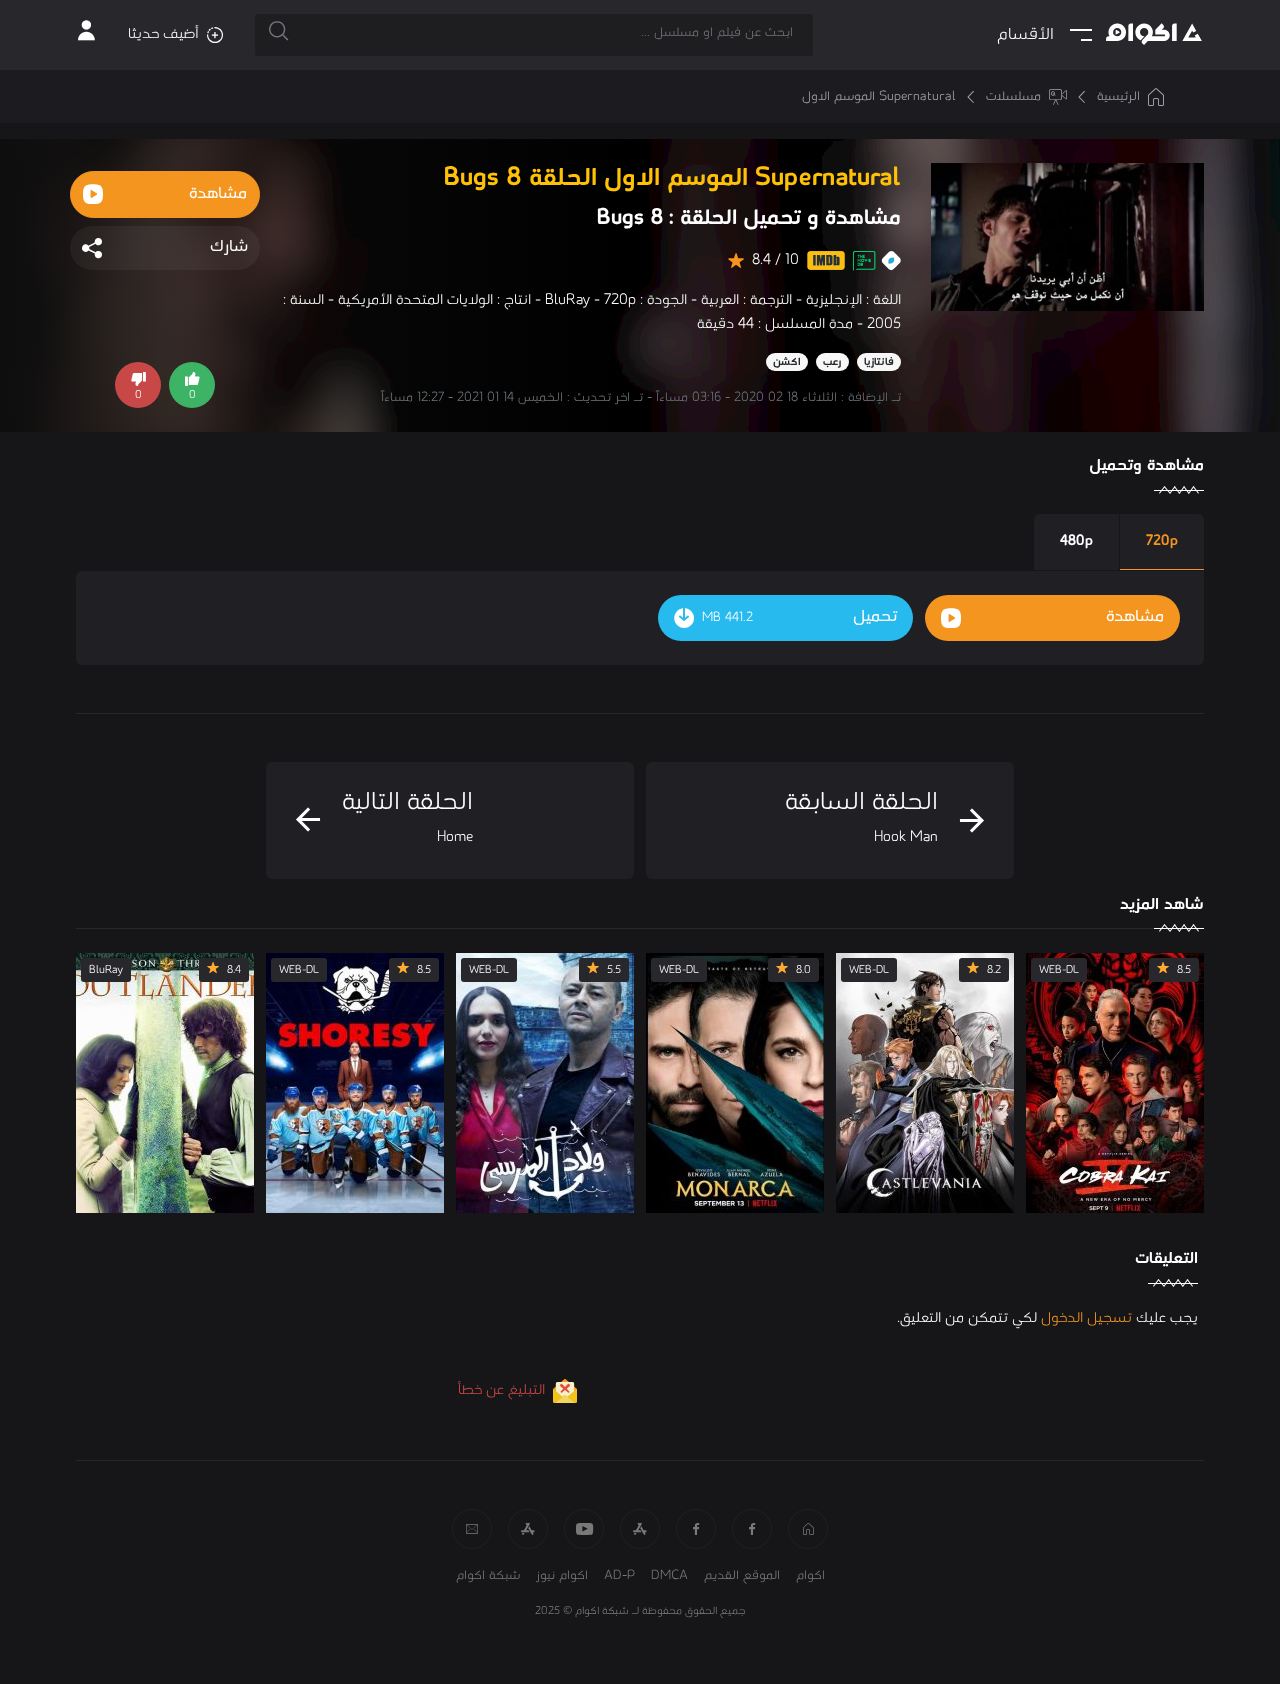 اكوام
الأقسام
ابحث عن فيلم او مسلسل ...
أضيف حديثا
الرئيسية
مسلسلات
Supernatural الموسم الاول
أظن أن أبي يريدنا
أن نكمل من حيث توقف هو
Supernatural الموسم الاول الحلقة 8 Bugs
مشاهدة و تحميل الحلقة : 8 Bugs
THE MOVIE DB
IMDb
10 / 8.4
اللغة : الإنجليزية - الترجمة : العربية - الجودة : BluRay - 720p - انتاج : الولايات المتحدة الأمريكية - السنة :
2005 - مدة المسلسل : 44 دقيقة
فانتازيا
رعب
اكشن
تـ الإضافة : الثلاثاء 18 02 2020 - 03:16 مساءاً - تـ اخر تحديث : الخميس 14 01 2021 - 12:27 مساءاً
مشاهدة
شارك
0
0
مشاهدة وتحميل
720p
480p
مشاهدة
تحميل
441.2 MB
الحلقة السابقة
Hook Man
الحلقة التالية
Home
شاهد المزيد
8.5
WEB-DL
COBRA KAI
A NEW ERA OF NO MERCY
SEPT 9 | NETFLIX
8.2
WEB-DL
CASTLEVANIA
8.0
WEB-DL
MONARCA
SEPTEMBER 13 | NETFLIX
5.5
WEB-DL
ولاد المرسى
8.5
WEB-DL
SHORESY
8.4
BluRay
OUTLANDER
التعليقات
يجب عليك تسجيل الدخول لكي تتمكن من التعليق.
التبليغ عن خطأ
اكوام
الموقع القديم
DMCA
AD-P
اكوام نيوز
شبكة اكوام
جميع الحقوق محفوظة لـ شبكة اكوام © 2025